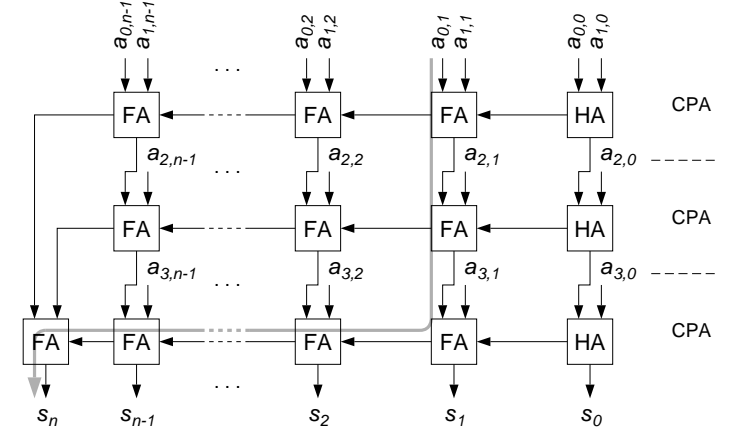 a0,n-1 a1,n-1 . . . a0,2 a1,2 a0,1 a1,1 a0,0 a1,0
FA FA FA HA CPA
a2,n-1 . . . a2,2 a2,1 a2,0
FA FA FA HA CPA
a3,n-1 . . . a3,2 a3,1 a3,0
FA FA FA FA HA CPA
sn sn-1 . . . s2 s1 s0